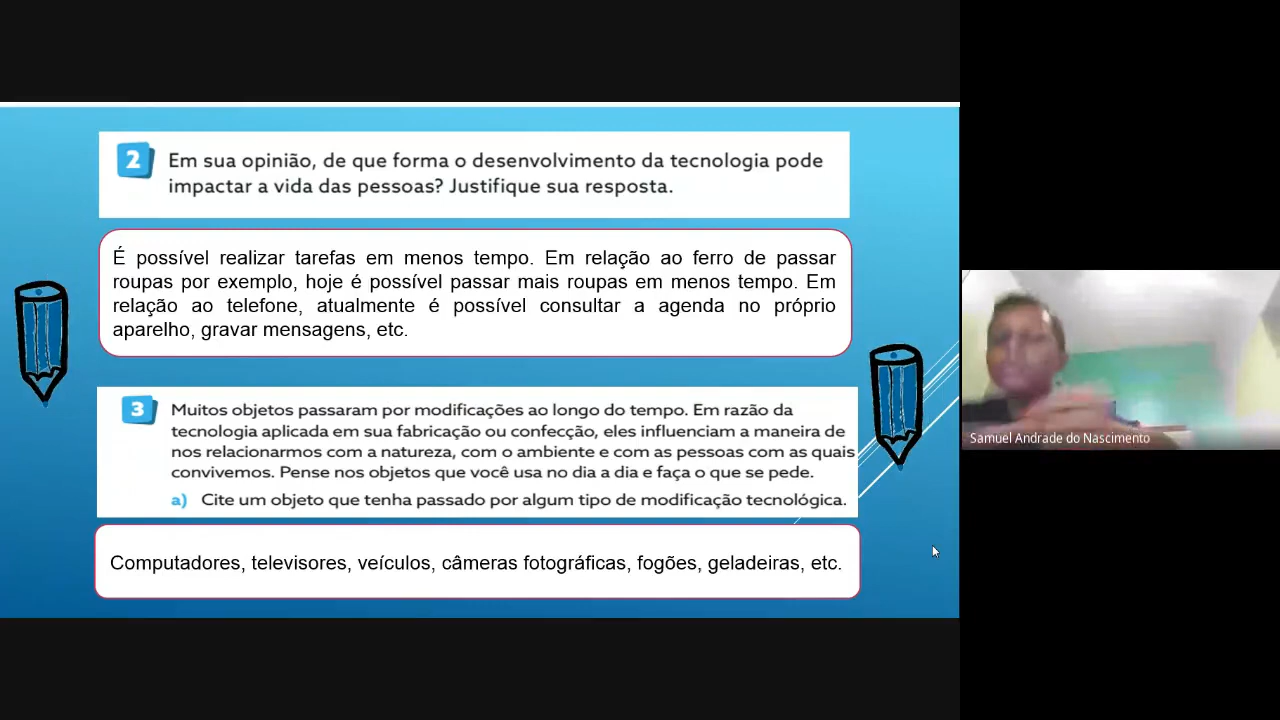 2
Em sua opinião, de que forma o desenvolvimento da tecnologia pode
impactar a vida das pessoas? Justifique sua resposta.
É possível realizar tarefas em menos tempo. Em relação ao ferro de passar
roupas por exemplo, hoje é possível passar mais roupas em menos tempo. Em
relação ao telefone, atualmente é possível consultar a agenda no próprio
aparelho, gravar mensagens, etc.
3
Muitos objetos passaram por modificações ao longo do tempo. Em razão da
tecnologia aplicada em sua fabricação ou confecção, eles influenciam a maneira de
nos relacionarmos com a natureza, com o ambiente e com as pessoas com as quais
convivemos. Pense nos objetos que você usa no dia a dia e faça o que se pede.
a) Cite um objeto que tenha passado por algum tipo de modificação tecnológica.
Computadores, televisores, veículos, câmeras fotográficas, fogões, geladeiras, etc.
Samuel Andrade do Nascimento